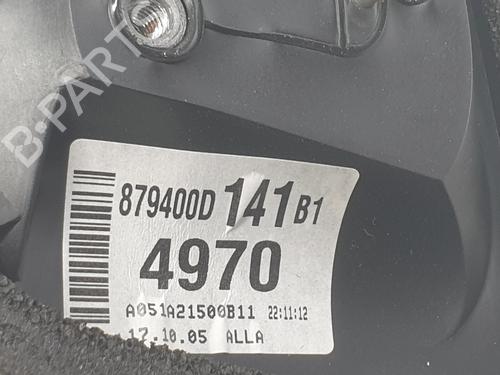 B-PART
879400D 141 B1
4970
A051A21500B11 22:11:12
17.10.05 ALLA